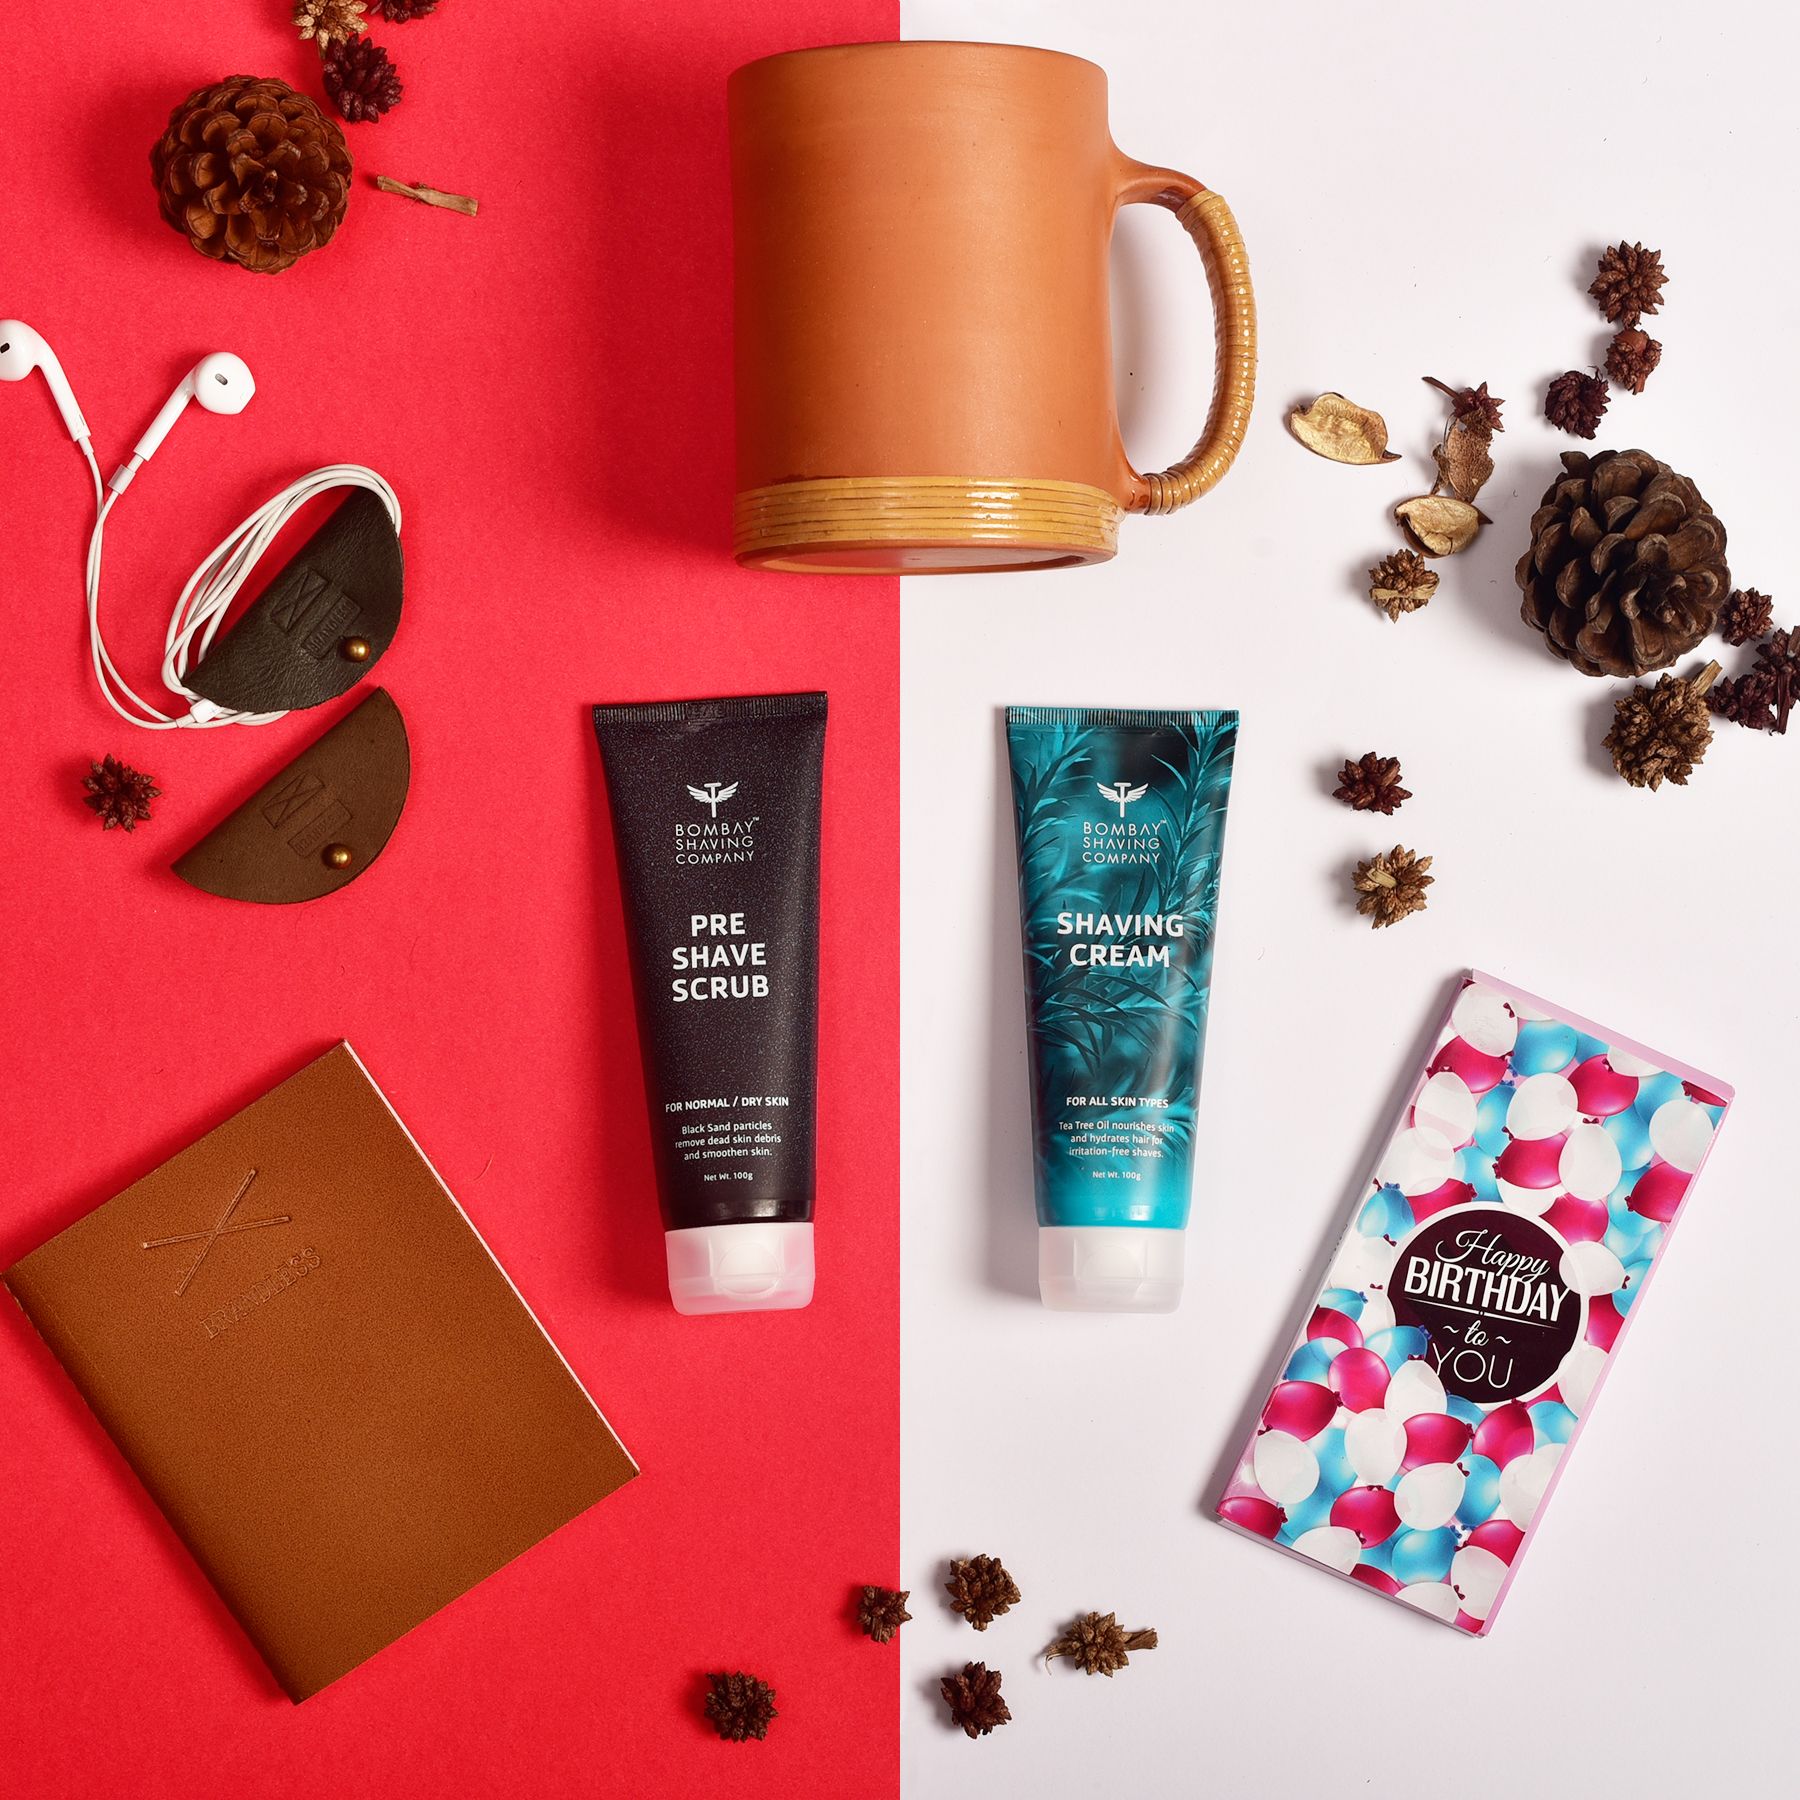 BOMBAY™
SHAVING
COMPANY
PRE
SHAVE
SCRUB
FOR NORMAL / DRY SKIN
Black Sand particles
remove dead skin debris
and smoothen skin.
Net Wt. 100g
BOMBAY™
SHAVING
COMPANY
SHAVING
CREAM
FOR ALL SKIN TYPES
Tea Tree Oil nourishes skin
and hydrates hair for
irritation-free shaves.
Net Wt. 100g
BRANDLESS
Happy
BIRTHDAY
~ to ~
YOU